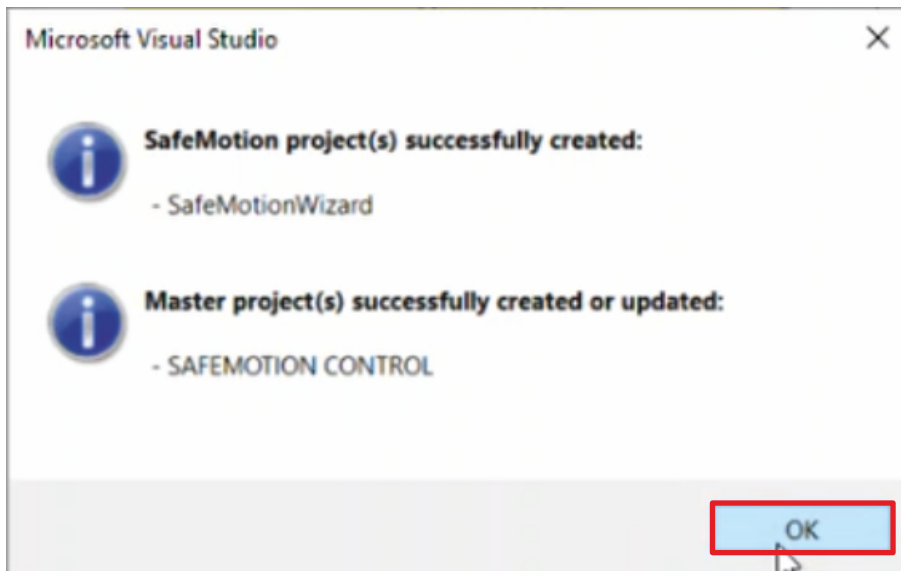 Microsoft Visual Studio
SafeMotion project(s) successfully created:
- SafeMotionWizard
Master project(s) successfully created or updated:
- SAFEMOTION CONTROL
OK